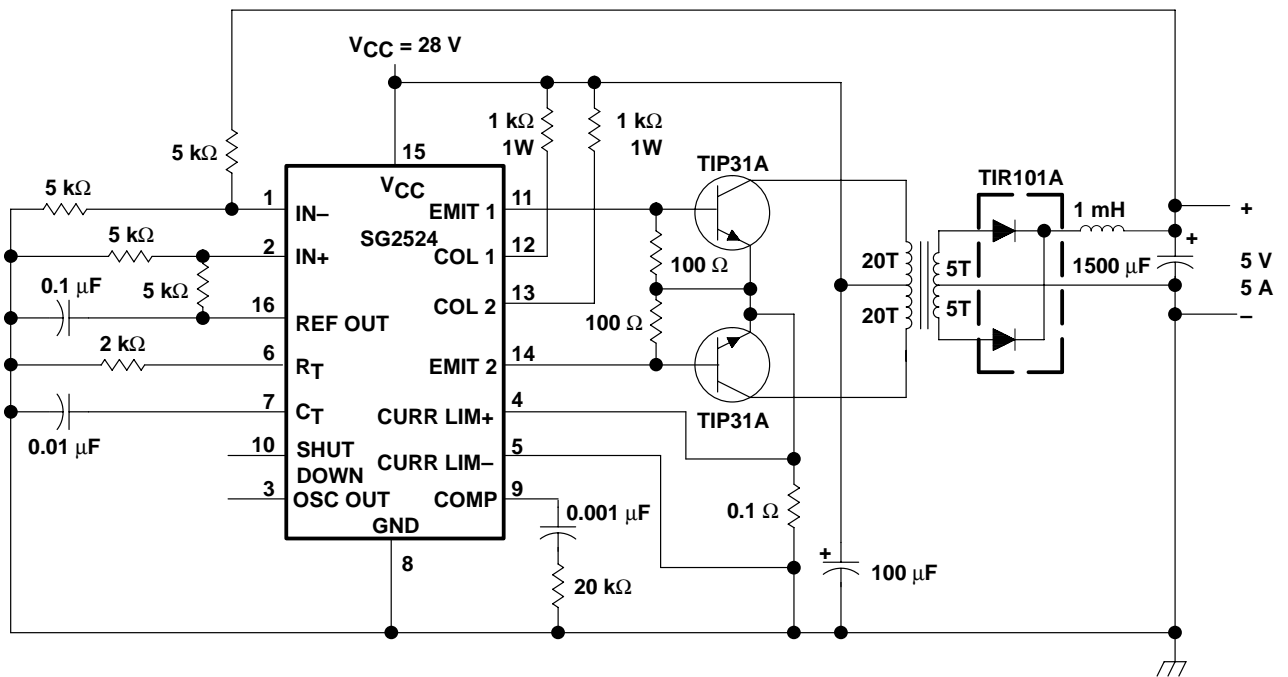 VCC = 28 V
1 kΩ
1W
1 kΩ
1W
5 kΩ
15
VCC
TIP31A
TIR101A
5 kΩ
1
IN–
EMIT 1
11
SG2524
1 mH
+
5 kΩ
2
IN+
COL 1
12
100 Ω
20T
5T
1500 µF
+
5 V
5 A
0.1 µF
5 kΩ
16
REF OUT
COL 2
13
100 Ω
20T
5T
–
2 kΩ
6
RT
EMIT 2
14
7
CT
CURR LIM+
4
TIP31A
0.01 µF
10
SHUT
DOWN
CURR LIM–
5
3
OSC OUT
COMP
9
0.001 µF
0.1 Ω
GND
8
20 kΩ
+
100 µF